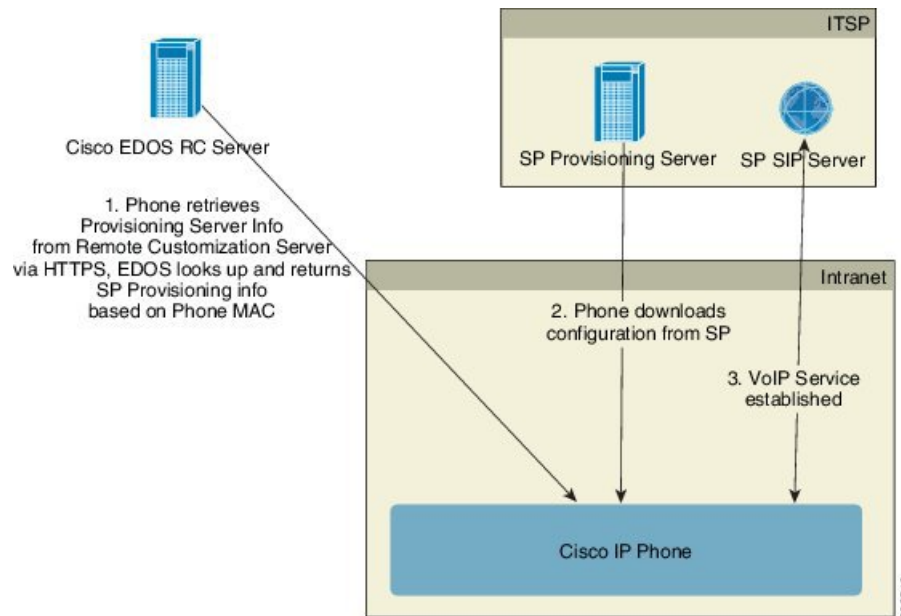 ITSP
Cisco EDOS RC Server
SP Provisioning Server
SP SIP Server
1. Phone retrieves
Provisioning Server Info
from Remote Customization Server
via HTTPS, EDOS looks up and returns
SP Provisioning info
based on Phone MAC
Intranet
2. Phone downloads
configuration from SP
3. VoIP Service
established
Cisco IP Phone